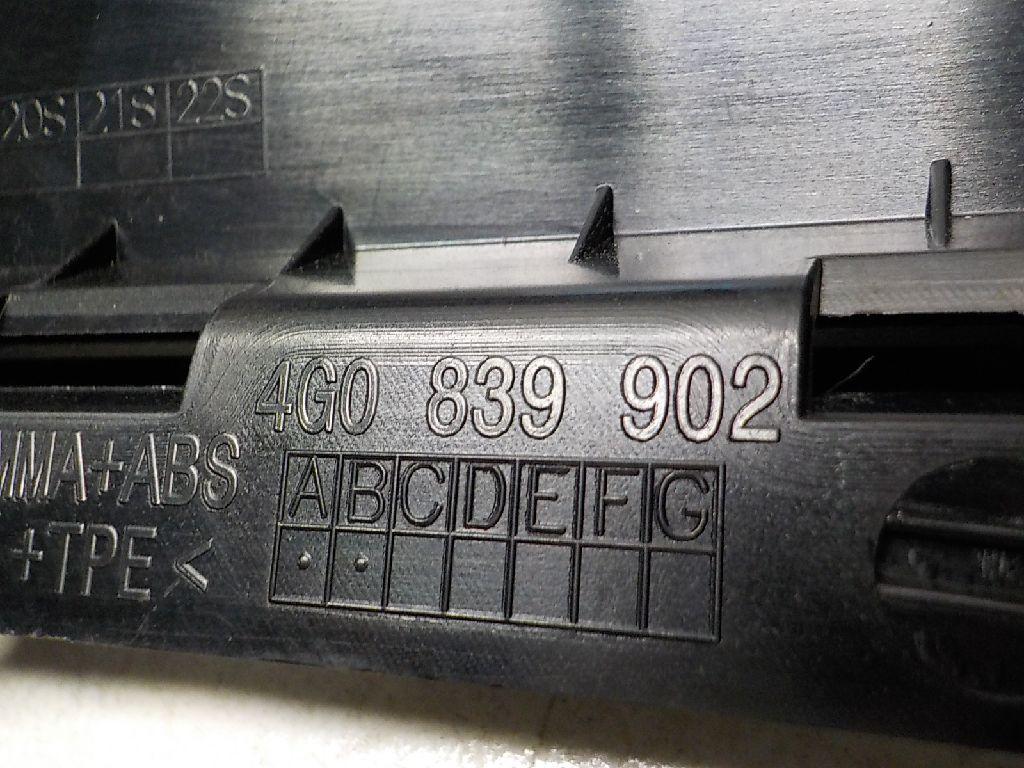 20S 21S 22S
4G0 839 902
MMA+ABS
A B C D E F G
+TPE<